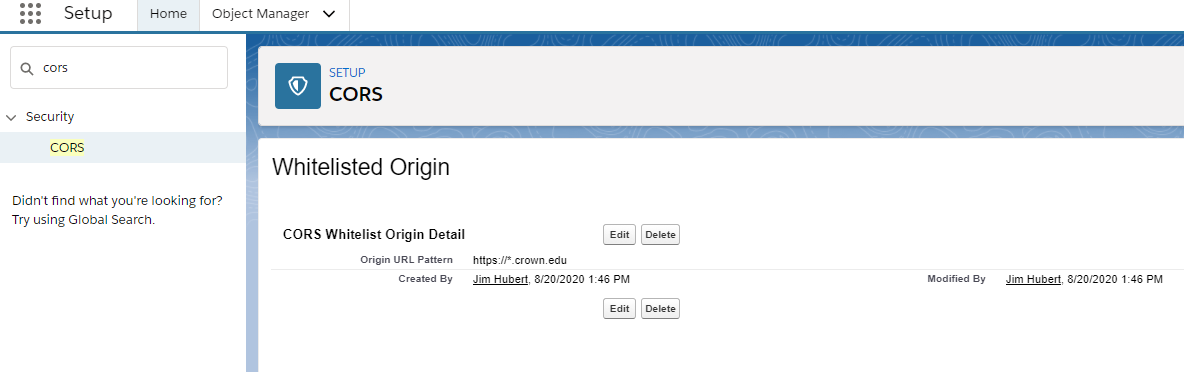 Setup Home Object Manager
cors
Security
CORS
Didn't find what you're looking for?
Try using Global Search.
SETUP
CORS
Whitelisted Origin
CORS Whitelist Origin Detail Edit Delete
Origin URL Pattern https://*.crown.edu
Created By Jim Hubert, 8/20/2020 1:46 PM Modified By Jim Hubert, 8/20/2020 1:46 PM
Edit Delete